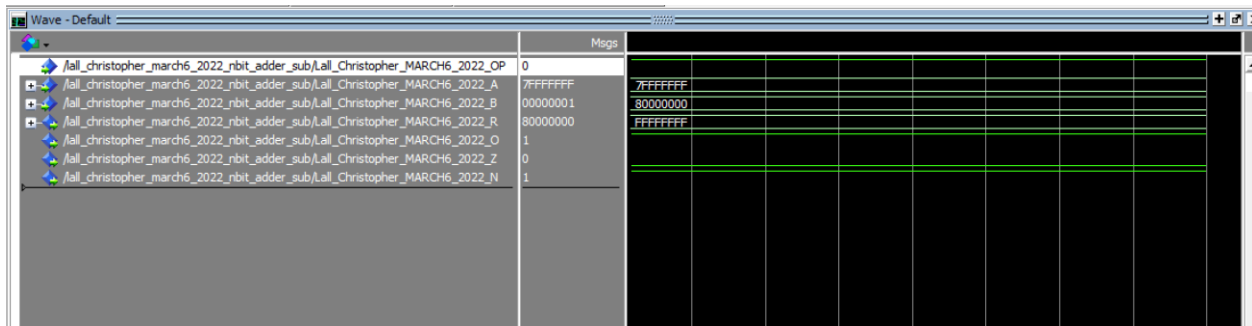 Wave - Default
Msgs
/lall_christopher_march6_2022_nbit_adder_sub/Lall_Christopher_MARCH6_2022_OP 0
/lall_christopher_march6_2022_nbit_adder_sub/Lall_Christopher_MARCH6_2022_A 7FFFFFFF 7FFFFFFF
/lall_christopher_march6_2022_nbit_adder_sub/Lall_Christopher_MARCH6_2022_B 00000001 80000000
/lall_christopher_march6_2022_nbit_adder_sub/Lall_Christopher_MARCH6_2022_R 80000000 FFFFFFFF
/lall_christopher_march6_2022_nbit_adder_sub/Lall_Christopher_MARCH6_2022_O 1
/lall_christopher_march6_2022_nbit_adder_sub/Lall_Christopher_MARCH6_2022_Z 0
/lall_christopher_march6_2022_nbit_adder_sub/Lall_Christopher_MARCH6_2022_N 1